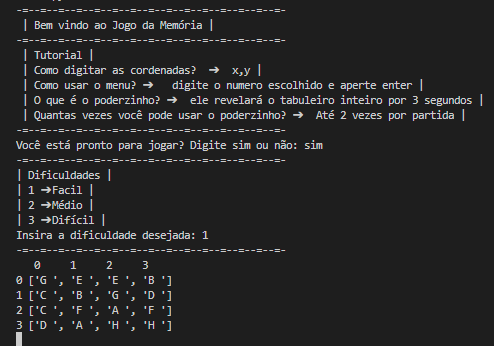 -=--=--=--=--=--=--=--=--=--=--=--=--=--=-
| Bem vindo ao Jogo da Memória |
-=--=--=--=--=--=--=--=--=--=--=--=--=--=-
| Tutorial |
| Como digitar as cordenadas? ➔ x,y |
| Como usar o menu? ➔ digite o numero escolhido e aperte enter |
| O que é o poderzinho? ➔ ele revelará o tabuleiro inteiro por 3 segundos |
| Quantas vezes você pode usar o poderzinho? ➔ Até 2 vezes por partida |
-=--=--=--=--=--=--=--=--=--=--=--=--=--=-
Você está pronto para jogar? Digite sim ou não: sim
-=--=--=--=--=--=--=--=--=--=--=--=--=--=-
| Dificuldades |
| 1 ➔Facil |
| 2 ➔Médio |
| 3 ➔Difícil |
Insira a dificuldade desejada: 1
-=--=--=--=--=--=--=--=--=--=--=--=--=--=-
0 1 2 3
0 ['G ', 'E ', 'E ', 'B ']
1 ['C ', 'B ', 'G ', 'D ']
2 ['C ', 'F ', 'A ', 'F ']
3 ['D ', 'A ', 'H ', 'H ']